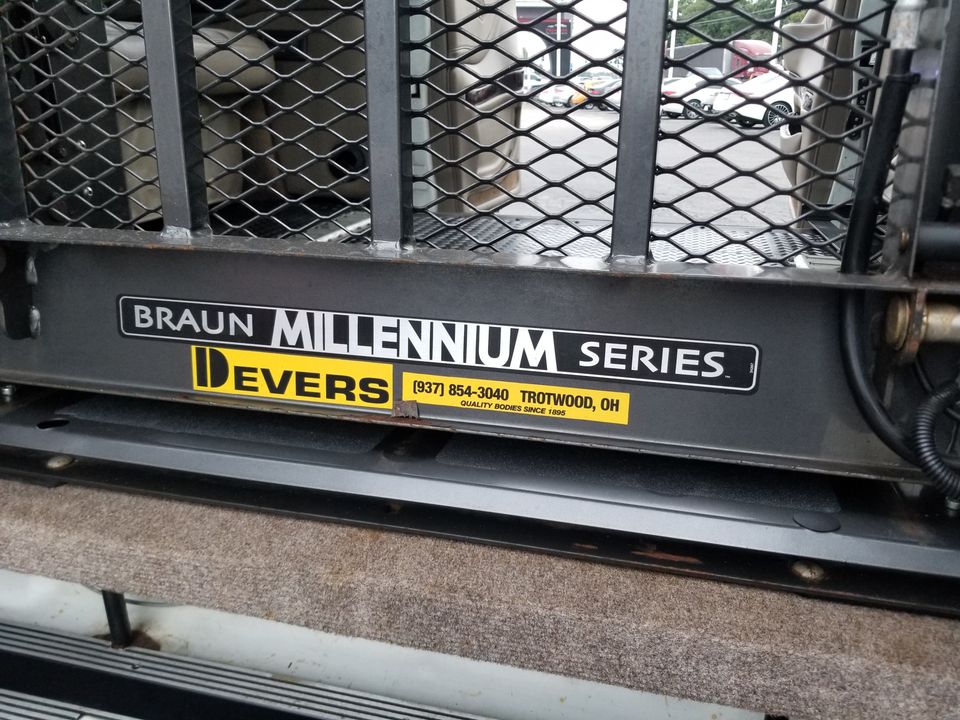 BRAUN MILLENNIUM SERIES
DEVERS
(937) 854-3040 TROTWOOD, OH
QUALITY BODIES SINCE 1895